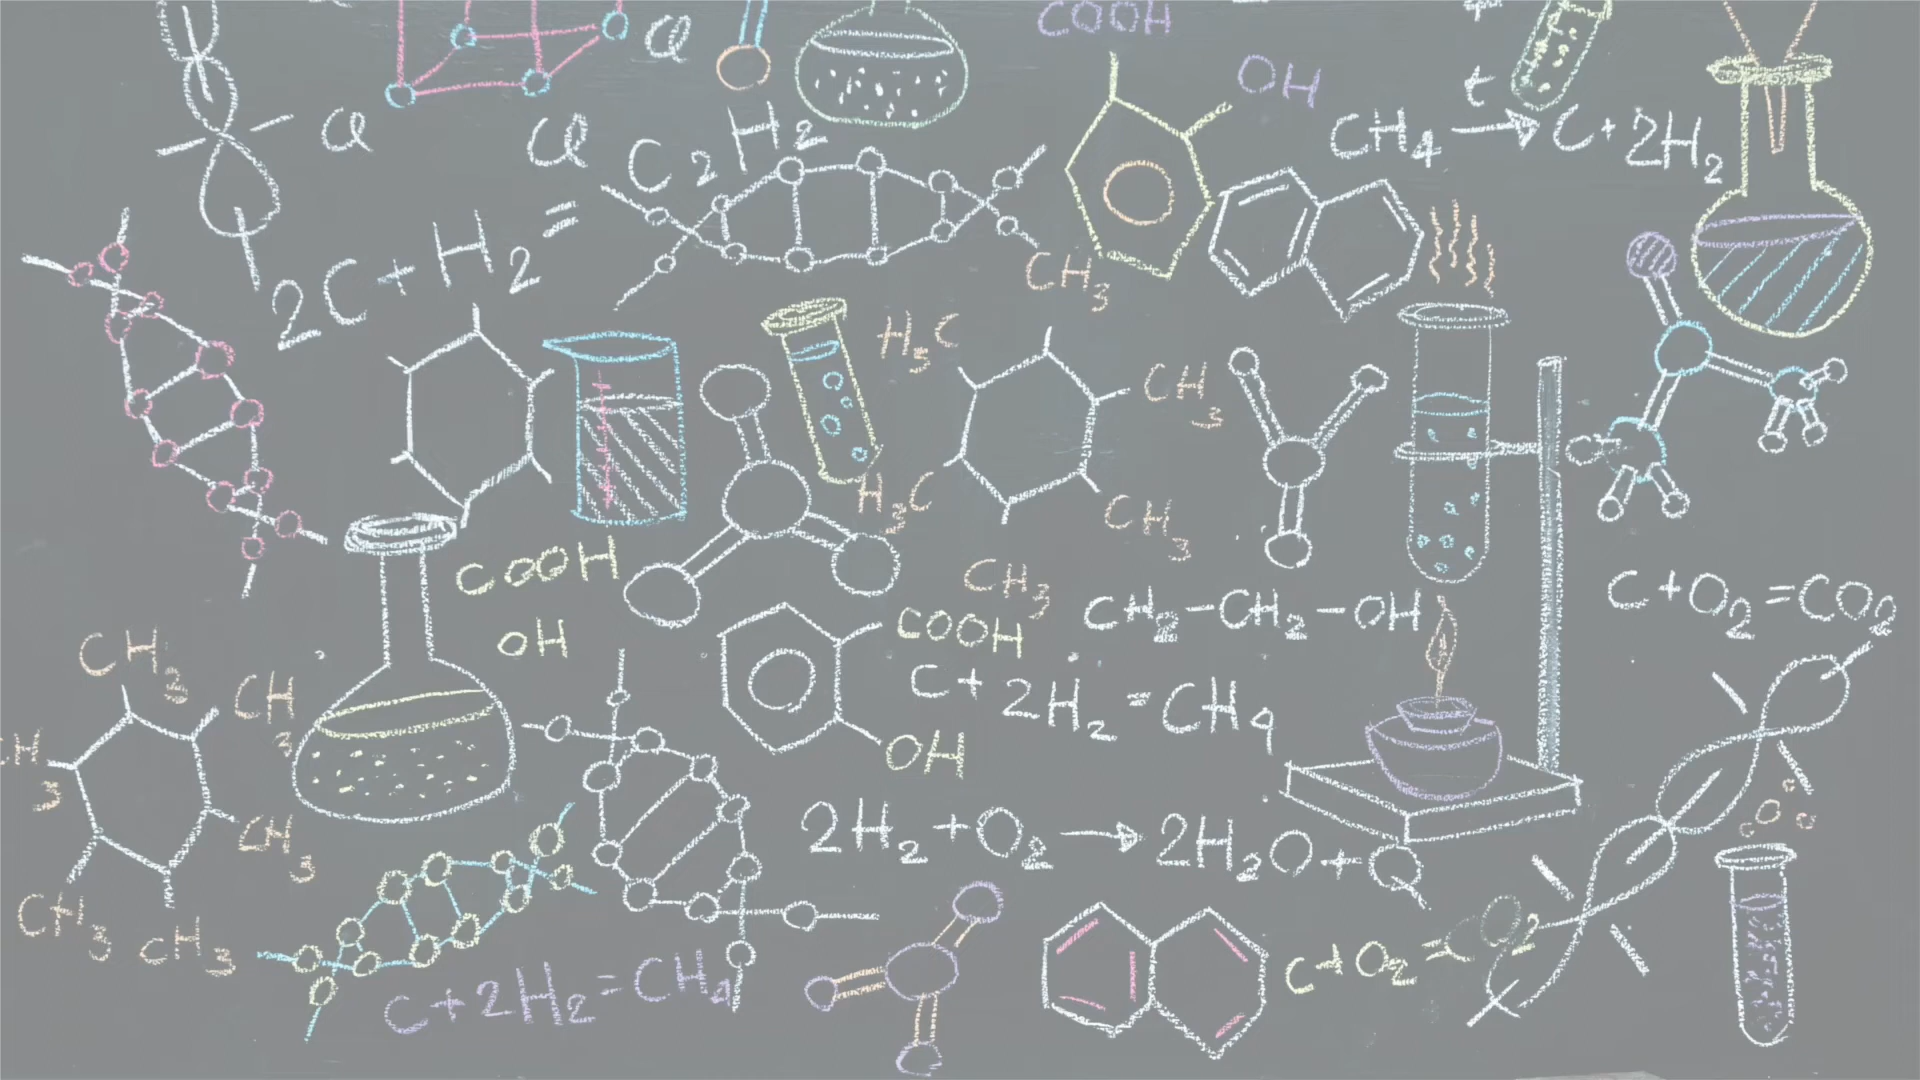 COOH
Cl
OH
t
Cl
Cl
C2H2
CH4 → C+2H2
2C+H2 =
CH3
H3C
CH3
H3C
CH3
CH3
COOH
OH
CH2-CH2-OH
C+O2=CO2
COOH
C+2H2=CH4
OH
CH3
CH3
CH3
CH3
CH3
CH3
2H2+O2 → 2H2O+Q
C+O2=CO2
C+2H2=CH4